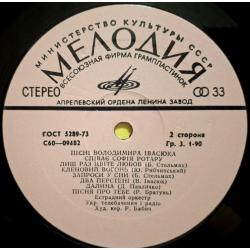 МИНИСТЕРСТВО КУЛЬТУРЫ СССР
МЕЛОДИЯ
ВСЕСОЮЗНАЯ ФИРМА ГРАМПЛАСТИНОК
СТЕРЕО
33
АПРЕЛЕВСКИЙ ОРДЕНА ЛЕНИНА ЗАВОД
ГОСТ 5289-73
2 сторона
С60—09682
Гр. 3. 1-90
ПІСНІ ВОЛОДИМИРА ІВАСЮКА
СПІВАЄ СОФІЯ РОТАРУ
ЛИШ РАЗ ЦВІТЕ ЛЮБОВ (Б. Стельмах)
КЛЕНОВИЙ ВОГОНЬ (Ю. Рибчинський)
ЗАПРОСИ У СНИ (Б. Стельмах)
ДВА ПЕРСТЕНІ (В. Івасюк)
ДАЛИНА (Д. Павличко)
ПІСНЯ ПРО ТЕБЕ (Р. Братунь)
Естрадний оркестр
Укр. телебачення і радіо
Худ. кер. Р. Бабич